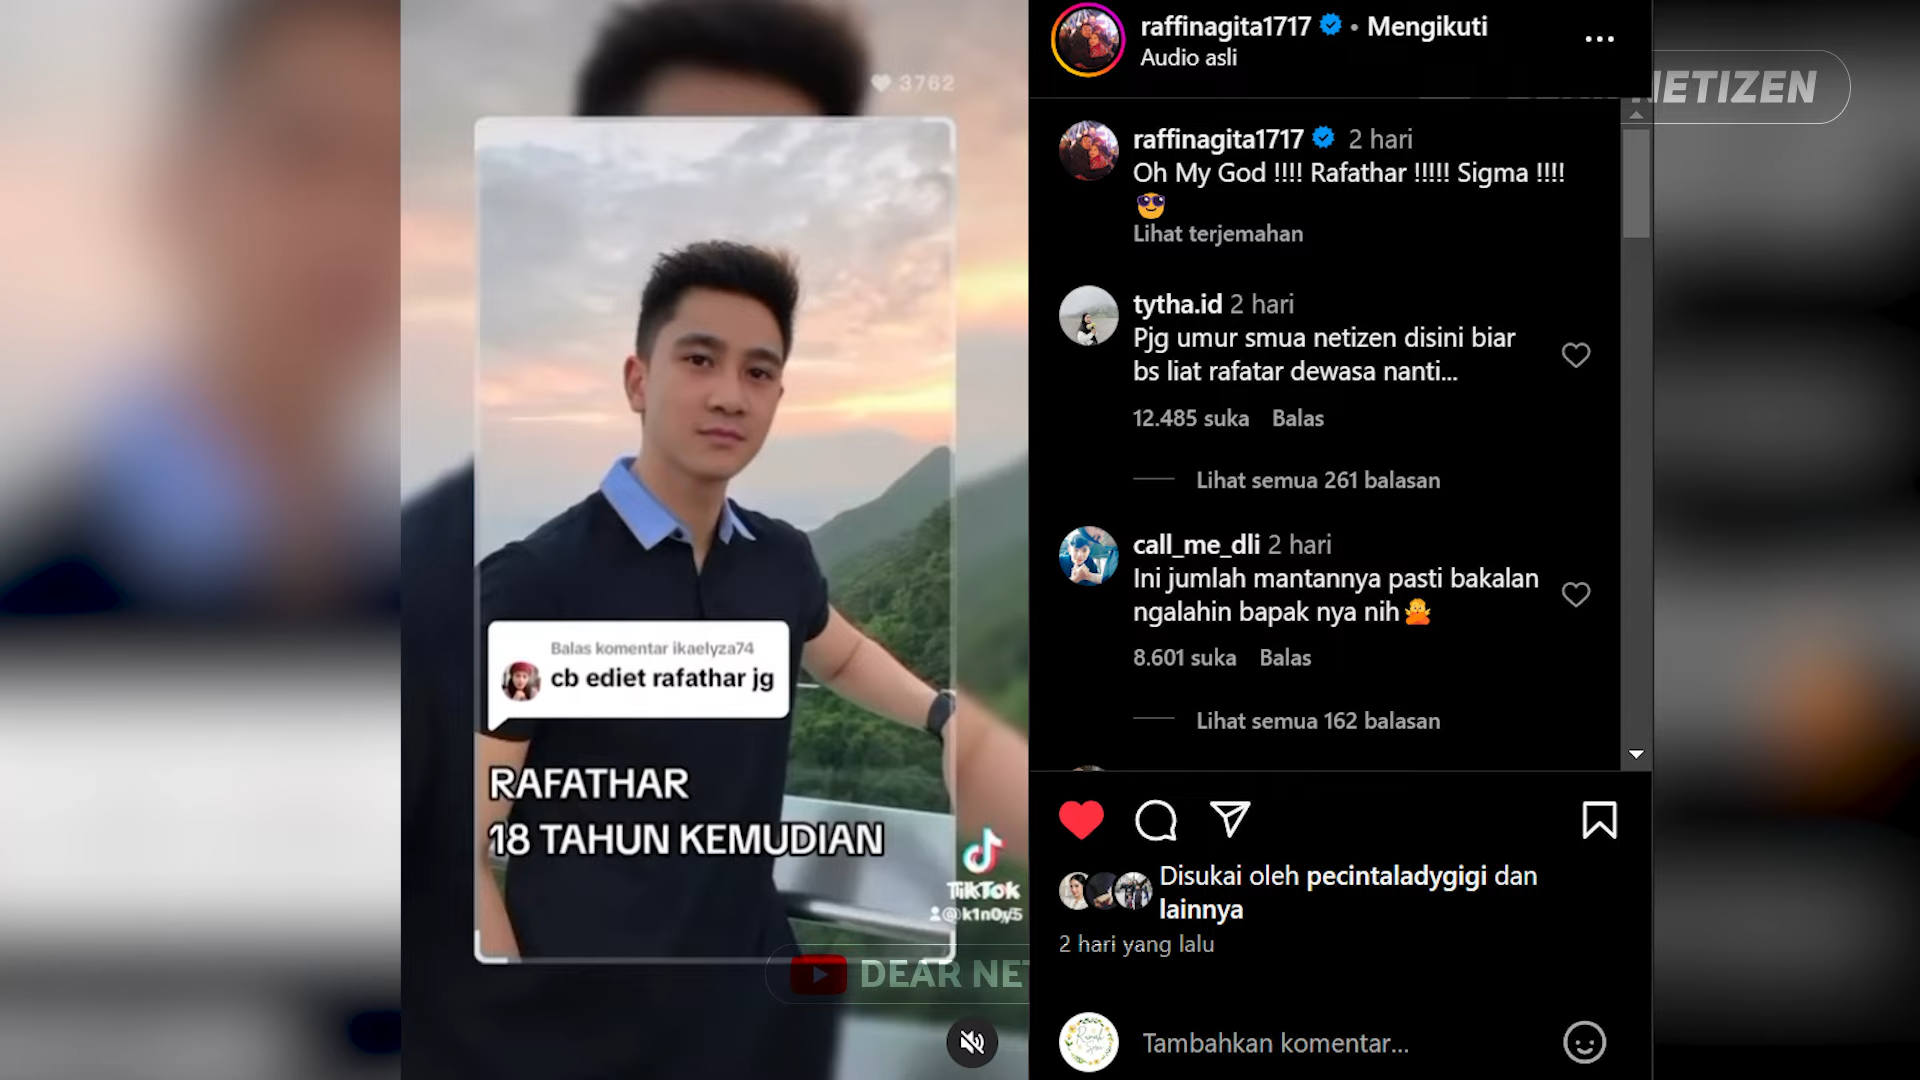 3762
Balas komentar ikaelyza74
cb ediet rafathar jg
RAFATHAR
18 TAHUN KEMUDIAN
TikTok
@k1n0y5
DEAR NE
NETIZEN
raffinagita1717 • Mengikuti
Audio asli
raffinagita1717 2 hari
Oh My God !!!! Rafathar !!!!! Sigma !!!!
😎
Lihat terjemahan
tytha.id 2 hari
Pjg umur smua netizen disini biar
bs liat rafatar dewasa nanti...
12.485 suka Balas
Lihat semua 261 balasan
call_me_dli 2 hari
Ini jumlah mantannya pasti bakalan
ngalahin bapak nya nih🙊
8.601 suka Balas
Lihat semua 162 balasan
Disukai oleh pecintaladygigi dan
lainnya
2 hari yang lalu
Tambahkan komentar...